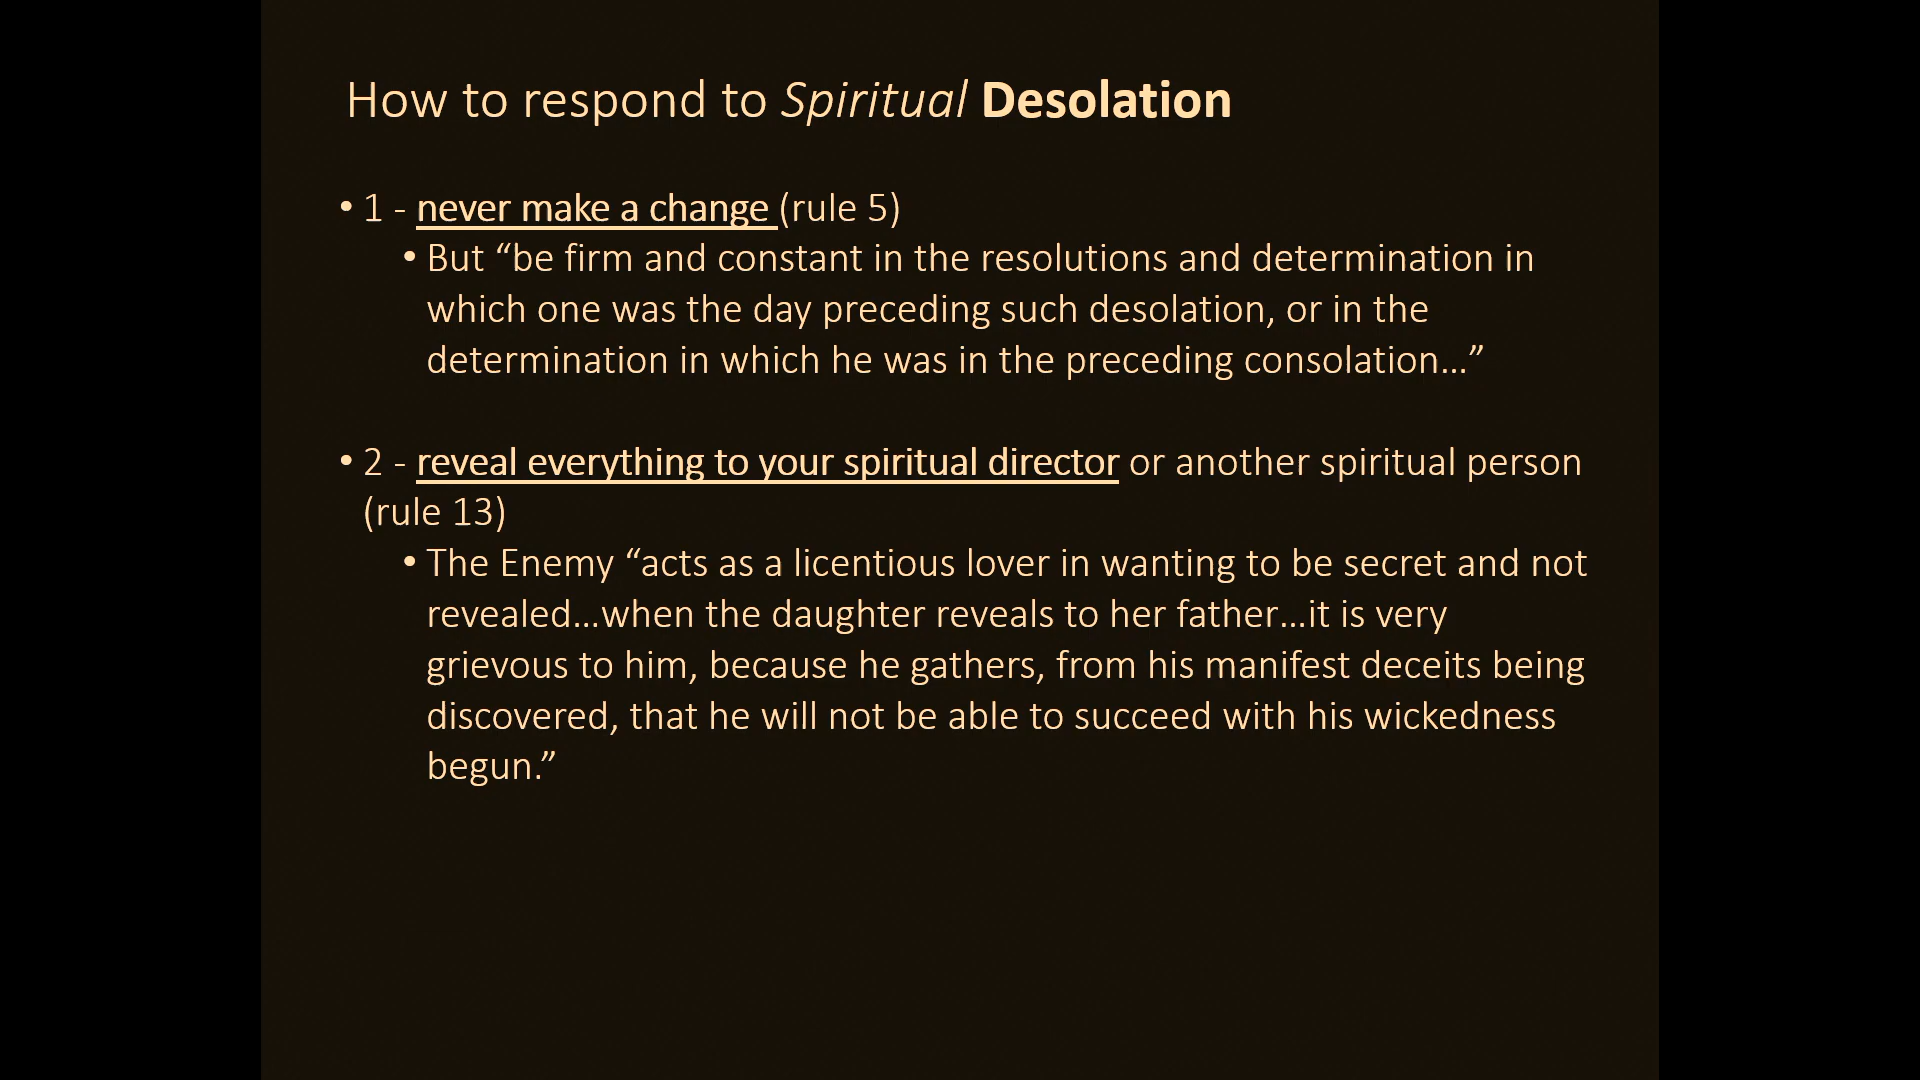 How to respond to Spiritual Desolation
• 1 - never make a change (rule 5)
• But “be firm and constant in the resolutions and determination in
which one was the day preceding such desolation, or in the
determination in which he was in the preceding consolation…”
• 2 - reveal everything to your spiritual director or another spiritual person
(rule 13)
• The Enemy “acts as a licentious lover in wanting to be secret and not
revealed…when the daughter reveals to her father…it is very
grievous to him, because he gathers, from his manifest deceits being
discovered, that he will not be able to succeed with his wickedness
begun.”